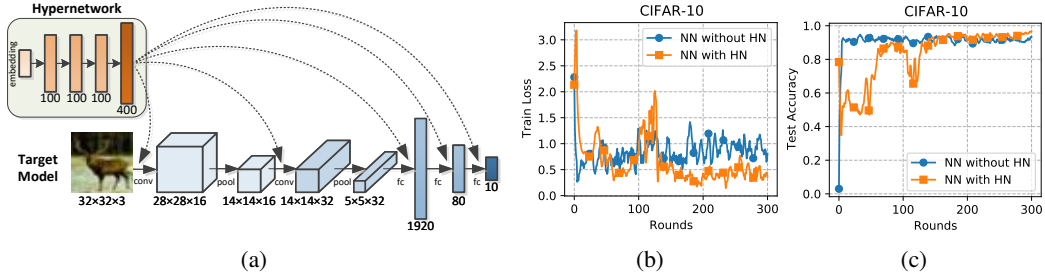 Hypernetwork
embedding
100 100 100
400
Target
Model
conv
pool
conv
pool
fc
fc
fc
32×32×3
28×28×16
14×14×16
14×14×32
5×5×32
1920
80
10
(a)
CIFAR-10
NN without HN
NN with HN
Train Loss
3.0
2.5
2.0
1.5
1.0
0.5
0.0
0 100 200 300
Rounds
(b)
CIFAR-10
Test Accuracy
1.0
0.8
0.6
0.4
0.2
0.0
NN without HN
NN with HN
0 100 200 300
Rounds
(c)